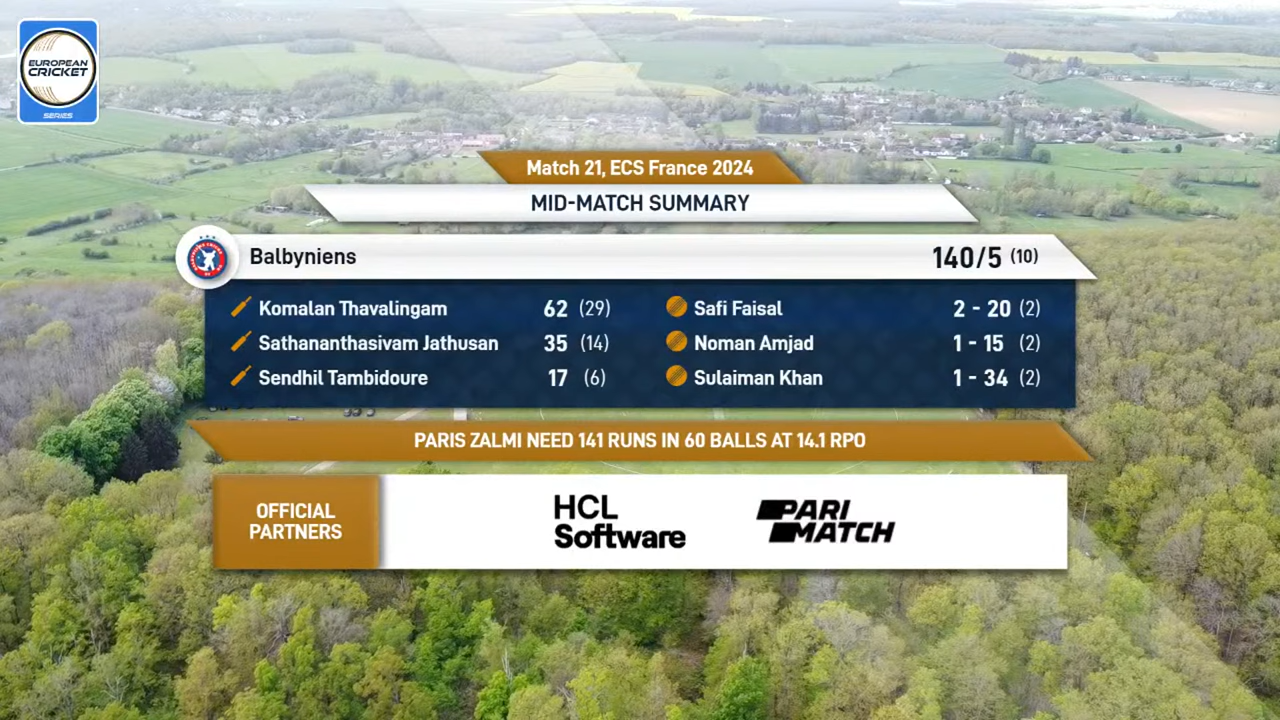 EUROPEAN
CRICKET
SERIES
Match 21, ECS France 2024
MID-MATCH SUMMARY
Balbyniens 140/5 (10)
Komalan Thavalingam 62 (29) Safi Faisal 2 - 20 (2)
Sathananthasivam Jathusan 35 (14) Noman Amjad 1 - 15 (2)
Sendhil Tambidoure 17 (6) Sulaiman Khan 1 - 34 (2)
PARIS ZALMI NEED 141 RUNS IN 60 BALLS AT 14.1 RPO
OFFICIAL
PARTNERS
HCL
Software
PARI
MATCH